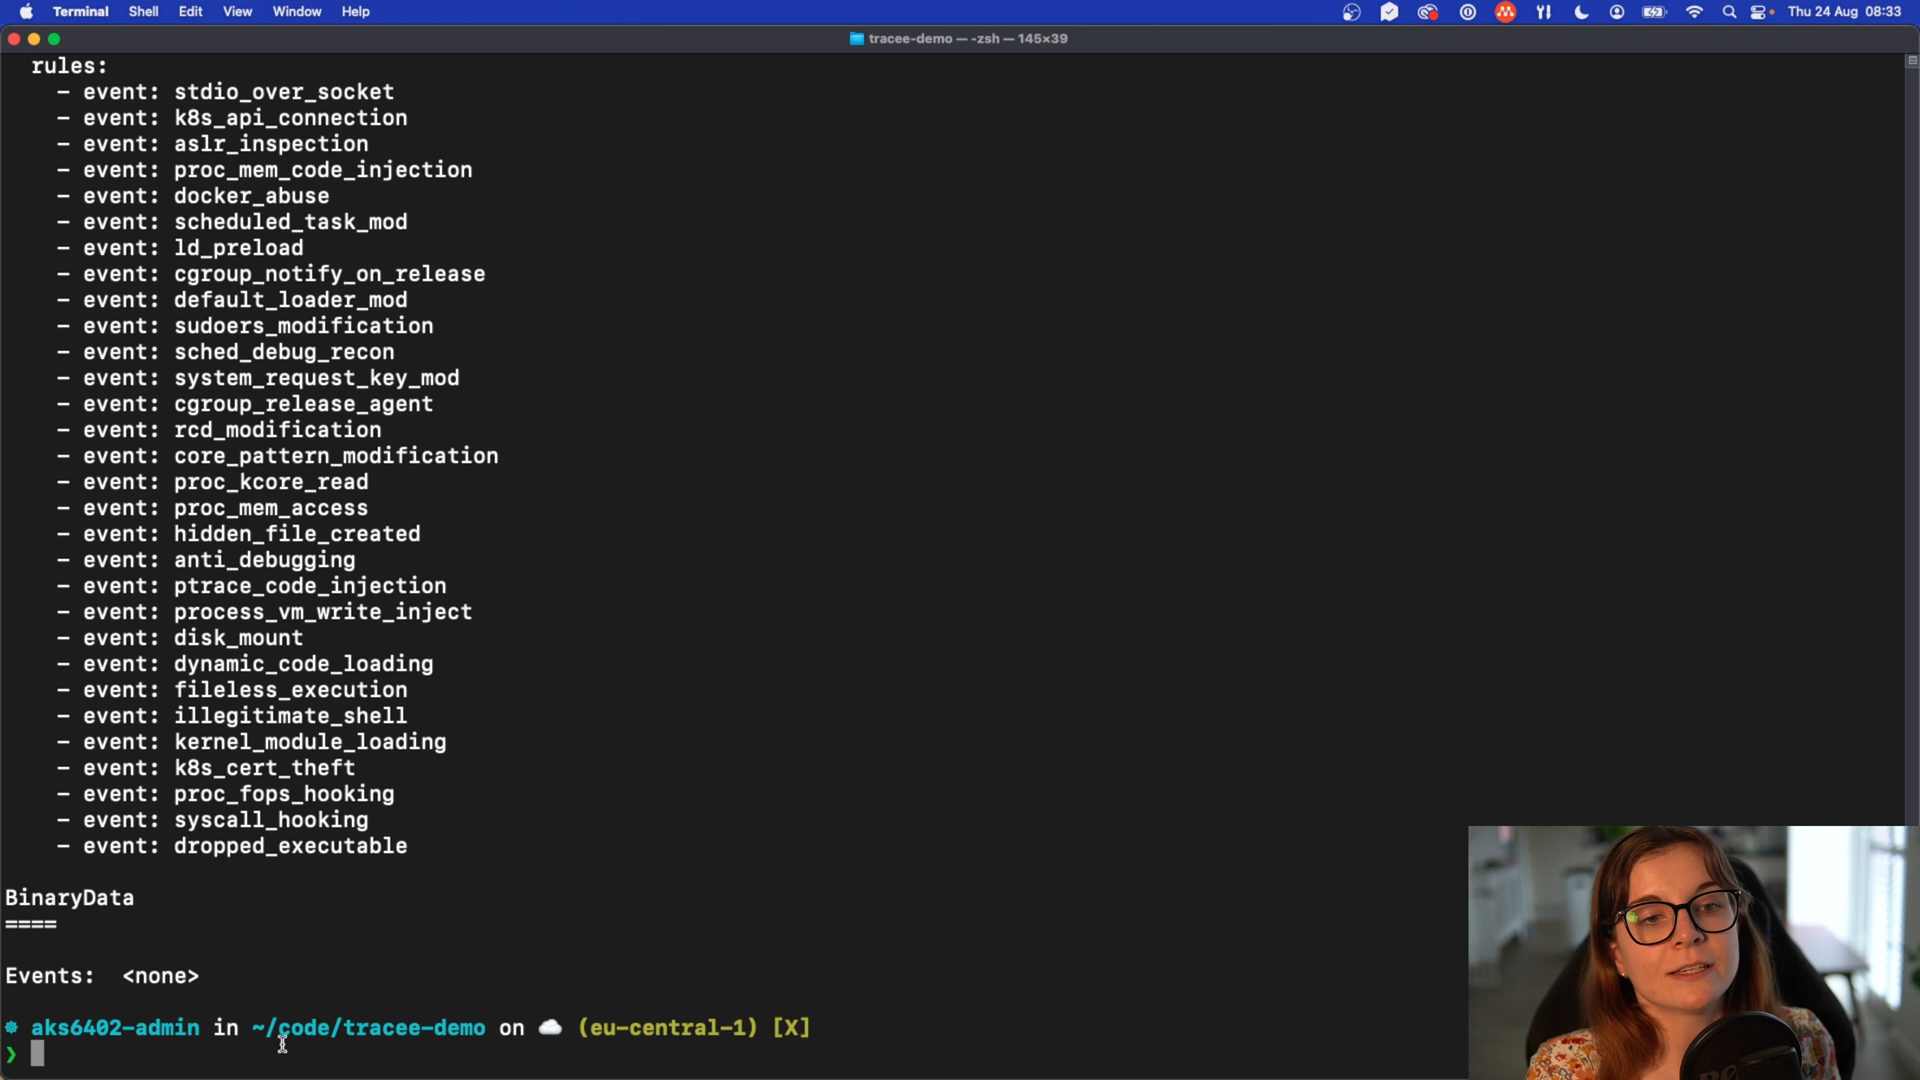 Terminal Shell Edit View Window Help Thu 24 Aug 08:33
tracee-demo — -zsh — 145×39
rules:
- event: stdio_over_socket
- event: k8s_api_connection
- event: aslr_inspection
- event: proc_mem_code_injection
- event: docker_abuse
- event: scheduled_task_mod
- event: ld_preload
- event: cgroup_notify_on_release
- event: default_loader_mod
- event: sudoers_modification
- event: sched_debug_recon
- event: system_request_key_mod
- event: cgroup_release_agent
- event: rcd_modification
- event: core_pattern_modification
- event: proc_kcore_read
- event: proc_mem_access
- event: hidden_file_created
- event: anti_debugging
- event: ptrace_code_injection
- event: process_vm_write_inject
- event: disk_mount
- event: dynamic_code_loading
- event: fileless_execution
- event: illegitimate_shell
- event: kernel_module_loading
- event: k8s_cert_theft
- event: proc_fops_hooking
- event: syscall_hooking
- event: dropped_executable
BinaryData
====
Events: <none>
aks6402-admin in ~/code/tracee-demo on (eu-central-1) [X]
❯